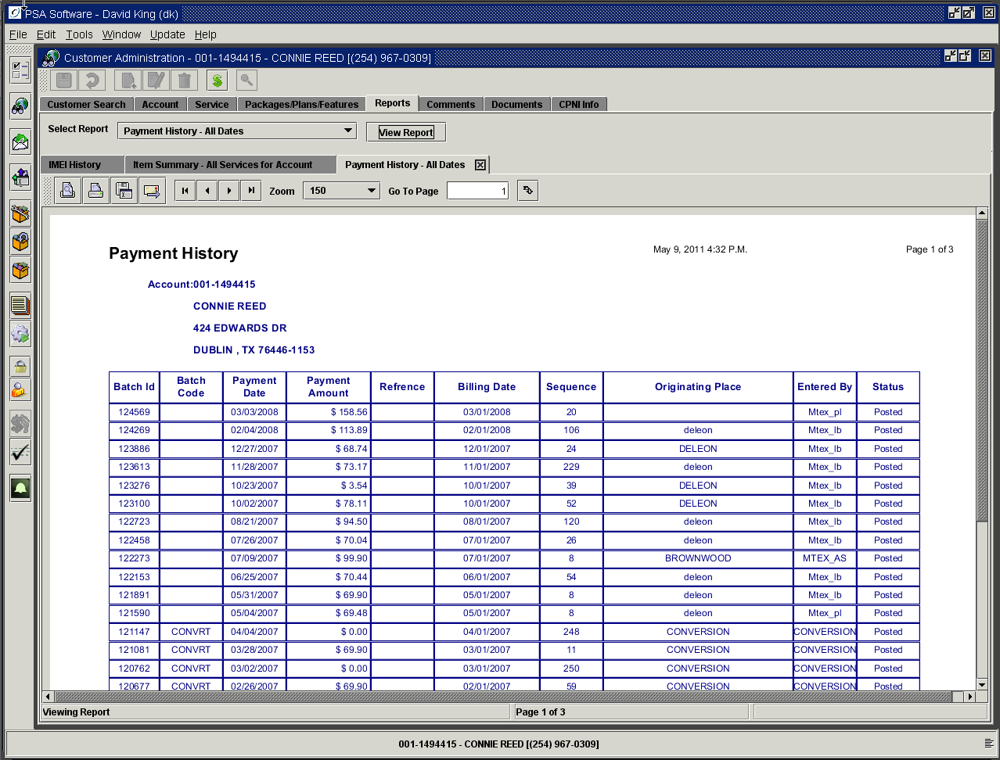 PSA Software - David King (dk)
File Edit Tools Window Update Help
Customer Administration - 001-1494415 - CONNIE REED [(254) 967-0309]
Customer Search Account Service Packages/Plans/Features Reports Comments Documents CPNI Info
Select Report Payment History - All Dates View Report
IMEI History Item Summary - All Services for Account Payment History - All Dates
Zoom 150 Go To Page 1
Payment History May 9, 2011 4:32 P.M. Page 1 of 3
Account:001-1494415
CONNIE REED
424 EDWARDS DR
DUBLIN , TX 76446-1153
Batch Id Batch Code Payment Date Payment Amount Refrence Billing Date Sequence Originating Place Entered By Status
124569 03/03/2008 $ 158.56 03/01/2008 20 Mtex_pl Posted
124269 02/04/2008 $ 113.89 02/01/2008 106 deleon Mtex_lb Posted
123886 12/27/2007 $ 68.74 12/01/2007 24 DELEON Mtex_lb Posted
123613 11/28/2007 $ 73.17 11/01/2007 229 deleon Mtex_lb Posted
123276 10/23/2007 $ 3.54 10/01/2007 39 DELEON Mtex_lb Posted
123100 10/02/2007 $ 78.11 10/01/2007 52 DELEON Mtex_lb Posted
122723 08/21/2007 $ 94.50 08/01/2007 120 deleon Mtex_lb Posted
122458 07/26/2007 $ 70.04 07/01/2007 26 deleon Mtex_lb Posted
122273 07/09/2007 $ 99.90 07/01/2007 8 BROWNWOOD MTEX_AS Posted
122153 06/25/2007 $ 70.44 06/01/2007 54 deleon Mtex_lb Posted
121891 05/31/2007 $ 69.90 05/01/2007 8 deleon Mtex_lb Posted
121590 05/04/2007 $ 69.48 05/01/2007 8 deleon Mtex_pl Posted
121147 CONVRT 04/04/2007 $ 0.00 04/01/2007 248 CONVERSION CONVERSION Posted
121081 CONVRT 03/28/2007 $ 69.90 03/01/2007 11 CONVERSION CONVERSION Posted
120762 CONVRT 03/02/2007 $ 0.00 03/01/2007 250 CONVERSION CONVERSION Posted
120677 CONVRT 02/26/2007 $ 69.90 02/01/2007 59 CONVERSION CONVERSION Posted
Viewing Report Page 1 of 3
001-1494415 - CONNIE REED [(254) 967-0309]